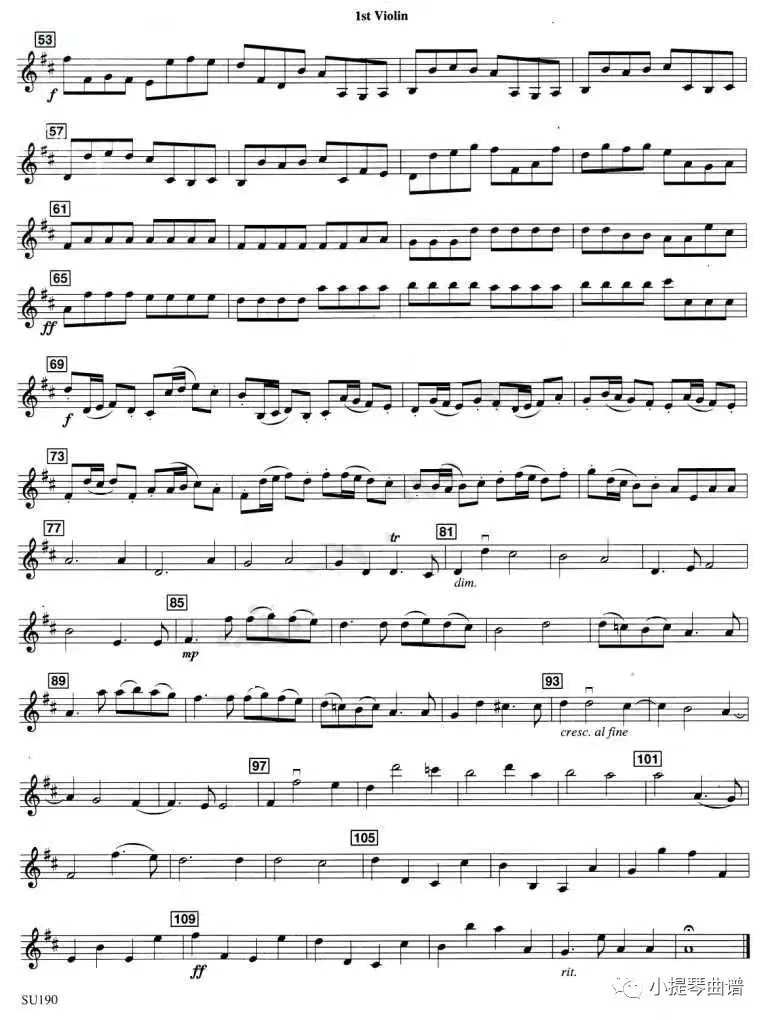 1st Violin
53
f
57
61
65
ff
69
f
73
77
tr
81
dim.
85
mp
89
93
cresc. al fine
97
101
105
109
ff
rit.
SU190
小提琴曲谱